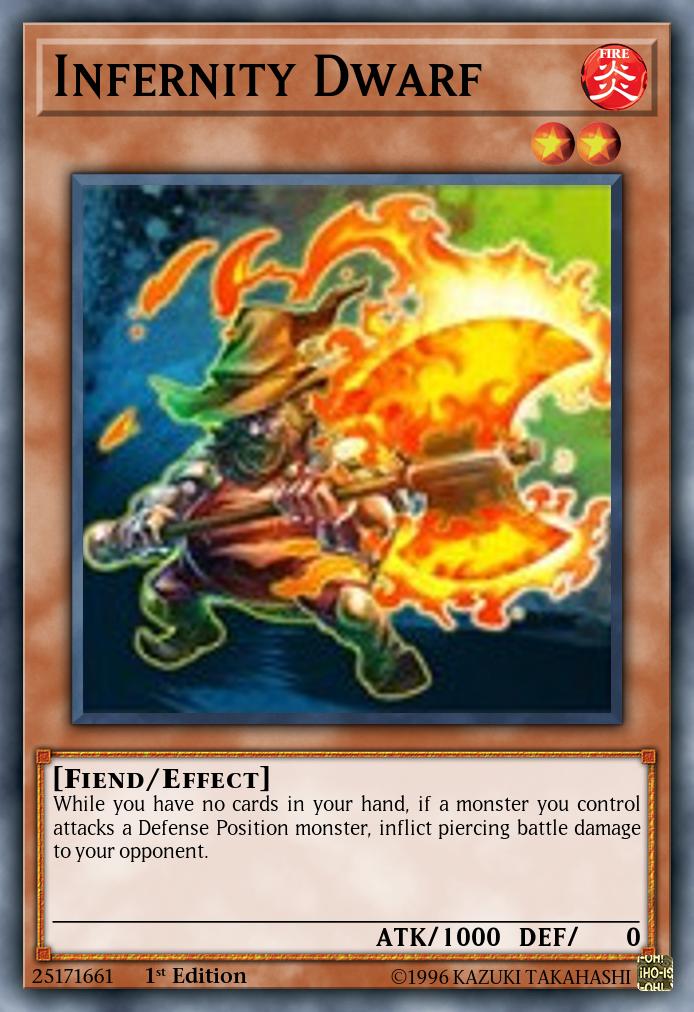 Infernity Dwarf
FIRE
炎
[Fiend/Effect]
While you have no cards in your hand, if a monster you control
attacks a Defense Position monster, inflict piercing battle damage
to your opponent.
ATK/1000 DEF/ 0
25171661 1st Edition ©1996 KAZUKI TAKAHASHI